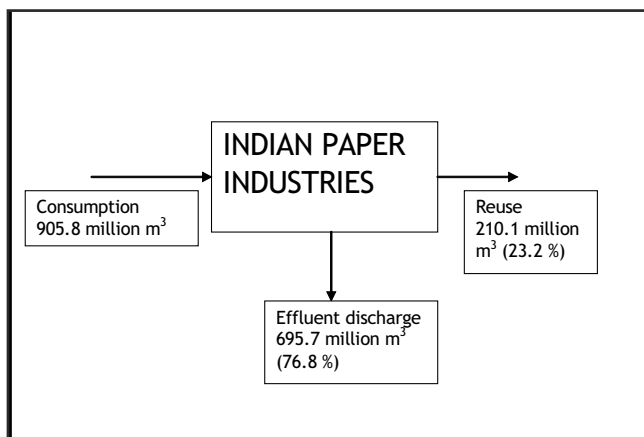 INDIAN PAPER
INDUSTRIES
Consumption
905.8 million m³
Reuse
210.1 million
m³ (23.2 %)
Effluent discharge
695.7 million m³
(76.8 %)